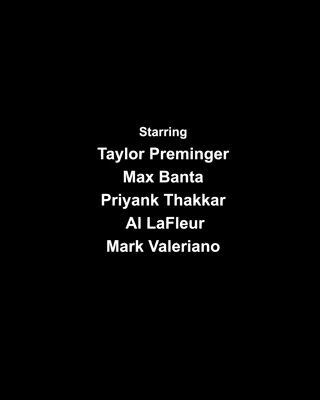 Starring
Taylor Preminger
Max Banta
Priyank Thakkar
Al LaFleur
Mark Valeriano